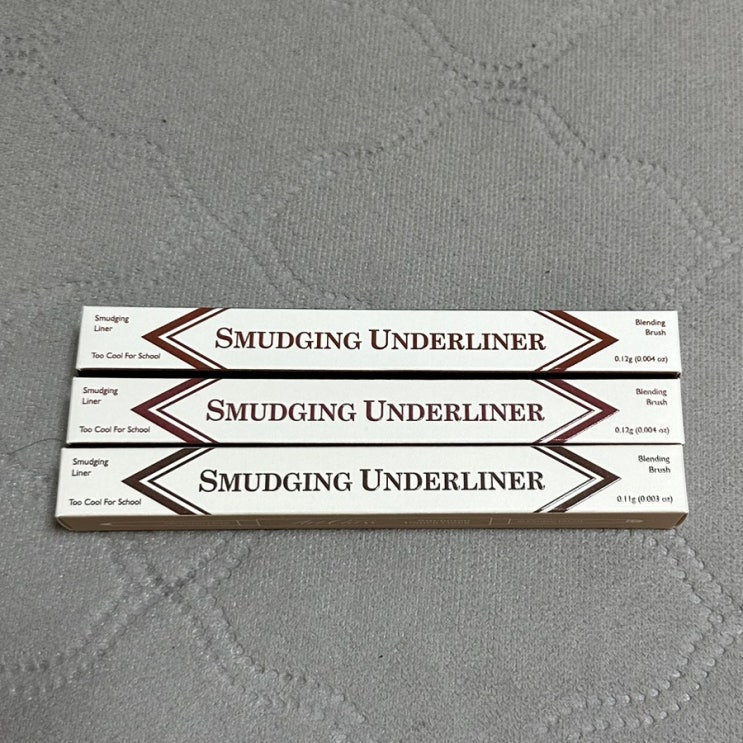 Smudging
Liner
Too Cool For School
SMUDGING UNDERLINER
Blending
Brush
0.12g (0.004 oz)
Smudging
Liner
Too Cool For School
SMUDGING UNDERLINER
Blending
Brush
0.12g (0.004 oz)
Smudging
Liner
Too Cool For School
SMUDGING UNDERLINER
Blending
Brush
0.11g (0.003 oz)